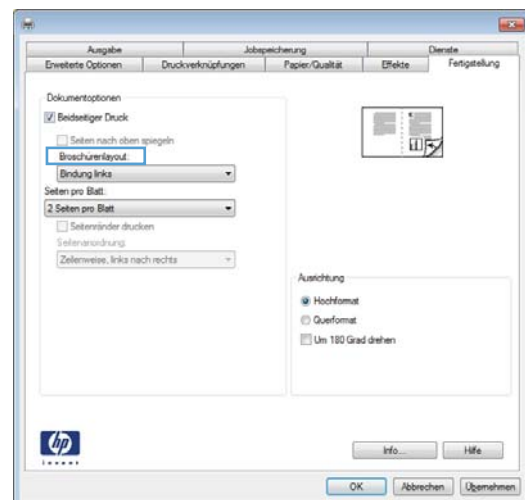 Ausgabe
Jobspeicherung
Dienste
Erweiterte Optionen
Druckverknüpfungen
Papier/Qualität
Effekte
Fertigstellung
Dokumentoptionen
Beidseitiger Druck
Seiten nach oben spiegeln
Broschürenlayout:
Bindung links
Seiten pro Blatt:
2 Seiten pro Blatt
Seitenränder drucken
Seitenanordnung:
Zeilenweise, links nach rechts
Ausrichtung
Hochformat
Querformat
Um 180 Grad drehen
hp
invent
Info...
Hilfe
OK
Abbrechen
Übernehmen